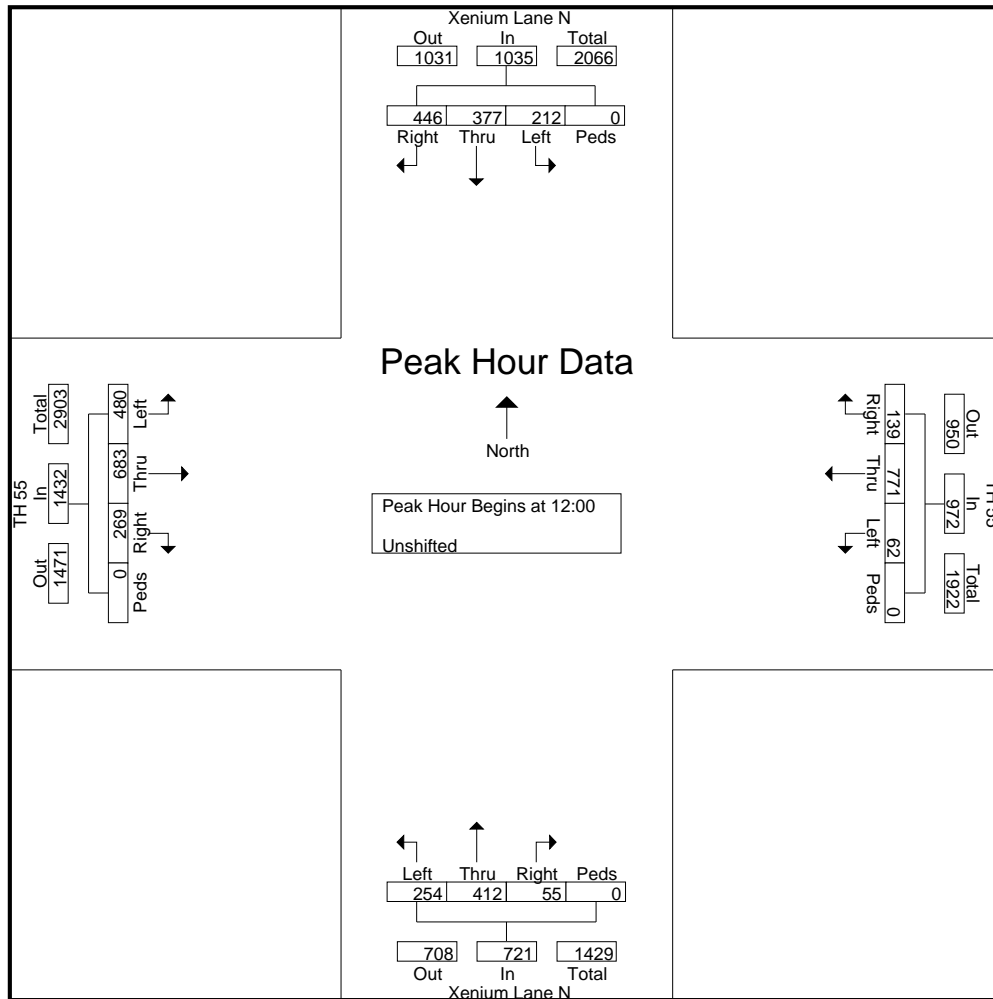 Xenium Lane N
Out In Total
1031 1035 2066
446 377 212 0
Right Thru Left Peds
Peak Hour Data
North
Peak Hour Begins at 12:00
Unshifted
TH 55
Total In Out
2903 1432 1471
480 683 269 0
Left Thru Right Peds
Right Thru Left Peds
139 771 62 0
Out In Total
950 972 1922
TH 55
Left Thru Right Peds
254 412 55 0
708 721 1429
Out In Total
Xenium Lane N